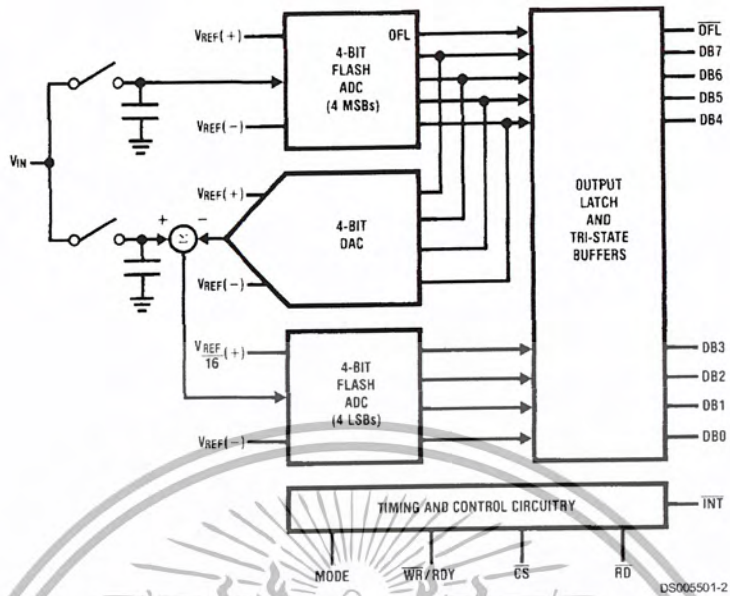 VREF(+)
OFL
4-BIT
FLASH
ADC
(4 MSBs)
VREF(-)
VIN
VREF(+)
4-BIT
DAC
+
-
Σ
VREF(-)
VREF/16(+)
4-BIT
FLASH
ADC
(4 LSBs)
VREF(-)
OUTPUT
LATCH
AND
TRI-STATE
BUFFERS
OFL
DB7
DB6
DB5
DB4
DB3
DB2
DB1
DB0
TIMING AND CONTROL CIRCUITRY
INT
MODE
WR/RDY
CS
RD
DS005501-2